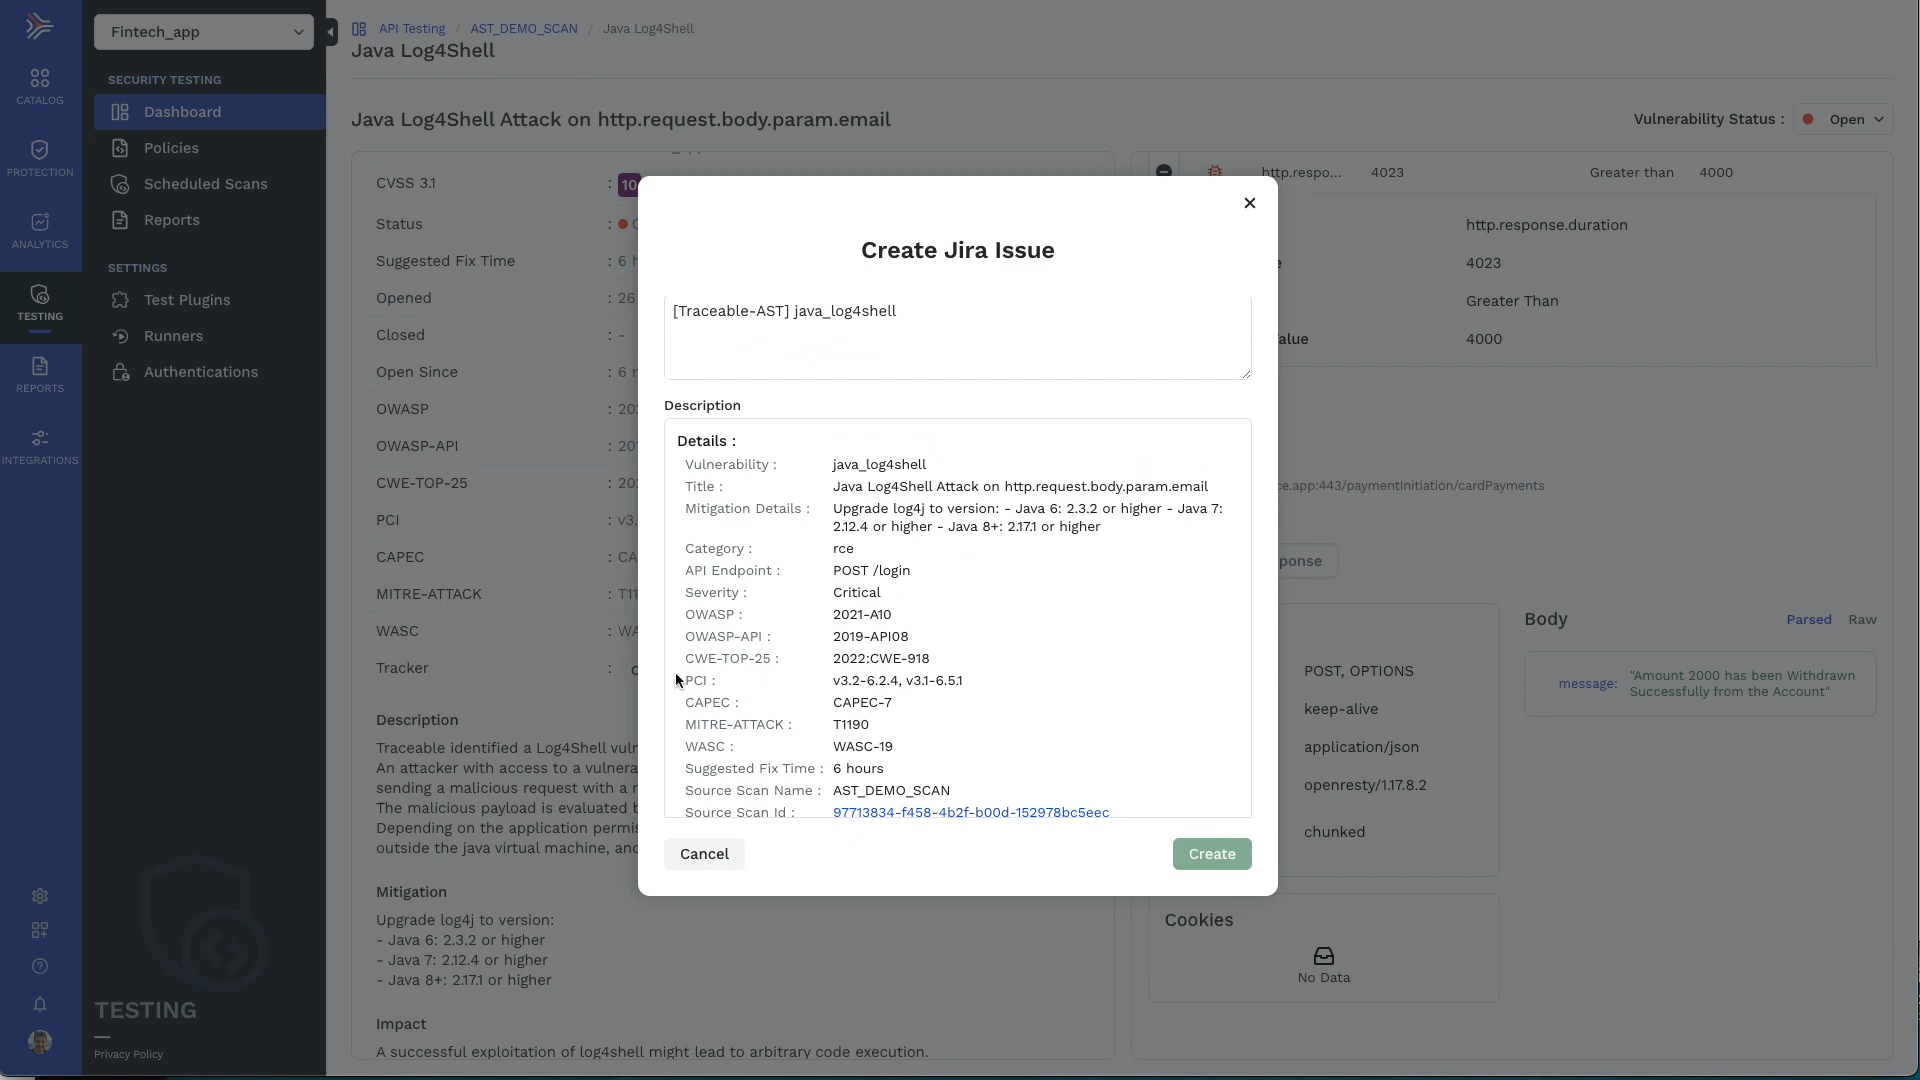 Fintech_app
API Testing / AST_DEMO_SCAN / Java Log4Shell
Java Log4Shell
CATALOG
PROTECTION
ANALYTICS
TESTING
REPORTS
INTEGRATIONS
SECURITY TESTING
Dashboard
Policies
Scheduled Scans
Reports
SETTINGS
Test Plugins
Runners
Authentications
TESTING
Privacy Policy
Java Log4Shell Attack on http.request.body.param.email
Vulnerability Status :
Open
CVSS 3.1 : 10
Status :
Suggested Fix Time : 6
Opened : 26
Closed : -
Open Since : 6
OWASP : 20
OWASP-API : 20
CWE-TOP-25 : 20
PCI : v3.
CAPEC : CA
MITRE-ATTACK : T11
WASC : WA
Tracker :
Description
Traceable identified a Log4Shell
An attacker with access to a
sending a malicious request with a
The malicious payload is evaluated
Depending on the application
outside the java virtual machine,
Mitigation
Upgrade log4j to version:
- Java 6: 2.3.2 or higher
- Java 7: 2.12.4 or higher
- Java 8+: 2.17.1 or higher
Impact
A successful exploitation of log4shell might lead to arbitrary code execution.
Create Jira Issue
[Traceable-AST] java_log4shell
Description
Details :
Vulnerability : java_log4shell
Title : Java Log4Shell Attack on http.request.body.param.email
Mitigation Details : Upgrade log4j to version: - Java 6: 2.3.2 or higher - Java 7:
2.12.4 or higher - Java 8+: 2.17.1 or higher
Category : rce
API Endpoint : POST /login
Severity : Critical
OWASP : 2021-A10
OWASP-API : 2019-API08
CWE-TOP-25 : 2022:CWE-918
PCI : v3.2-6.2.4, v3.1-6.5.1
CAPEC : CAPEC-7
MITRE-ATTACK : T1190
WASC : WASC-19
Suggested Fix Time : 6 hours
Source Scan Name : AST_DEMO_SCAN
Source Scan Id : 97713834-f458-4b2f-b00d-152978bc5eec
Cancel
Create
http.respo... 4023 Greater than 4000
http.response.duration
4023
Greater Than
alue 4000
ce.app:443/paymentInitiation/cardPayments
ponse
POST, OPTIONS
keep-alive
application/json
openresty/1.17.8.2
chunked
Body
Parsed Raw
message: "Amount 2000 has been Withdrawn
Successfully from the Account"
Cookies
No Data